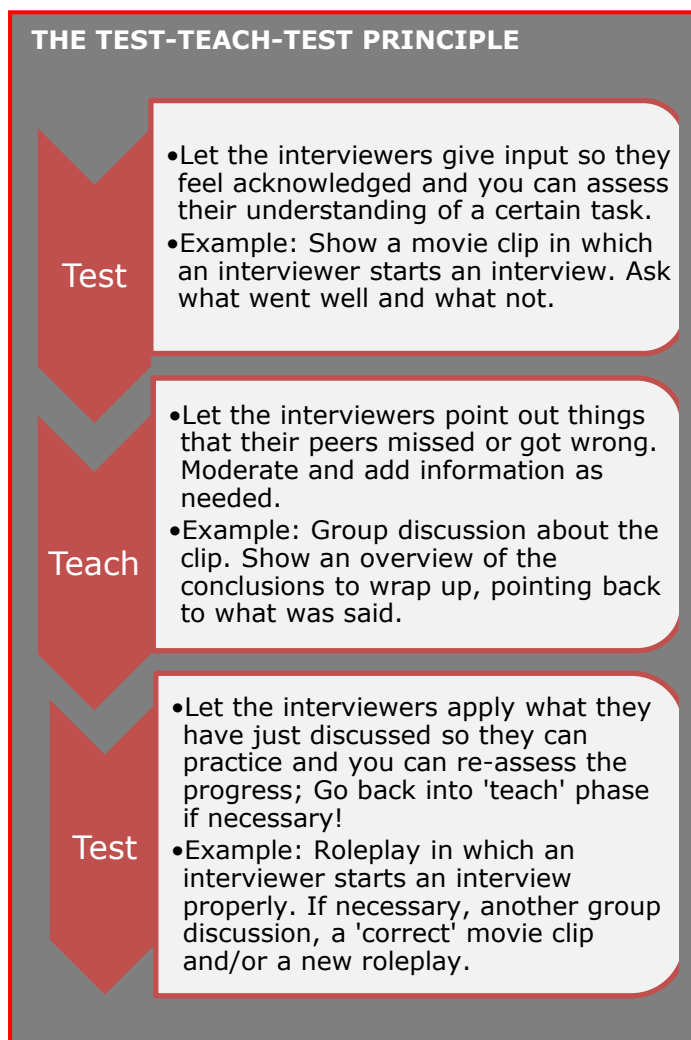 THE TEST-TEACH-TEST PRINCIPLE
Test
•Let the interviewers give input so they
feel acknowledged and you can assess
their understanding of a certain task.
•Example: Show a movie clip in which
an interviewer starts an interview. Ask
what went well and what not.
Teach
•Let the interviewers point out things
that their peers missed or got wrong.
Moderate and add information as
needed.
•Example: Group discussion about the
clip. Show an overview of the
conclusions to wrap up, pointing back
to what was said.
Test
•Let the interviewers apply what they
have just discussed so they can
practice and you can re-assess the
progress; Go back into 'teach' phase
if necessary!
•Example: Roleplay in which an
interviewer starts an interview
properly. If necessary, another group
discussion, a 'correct' movie clip
and/or a new roleplay.